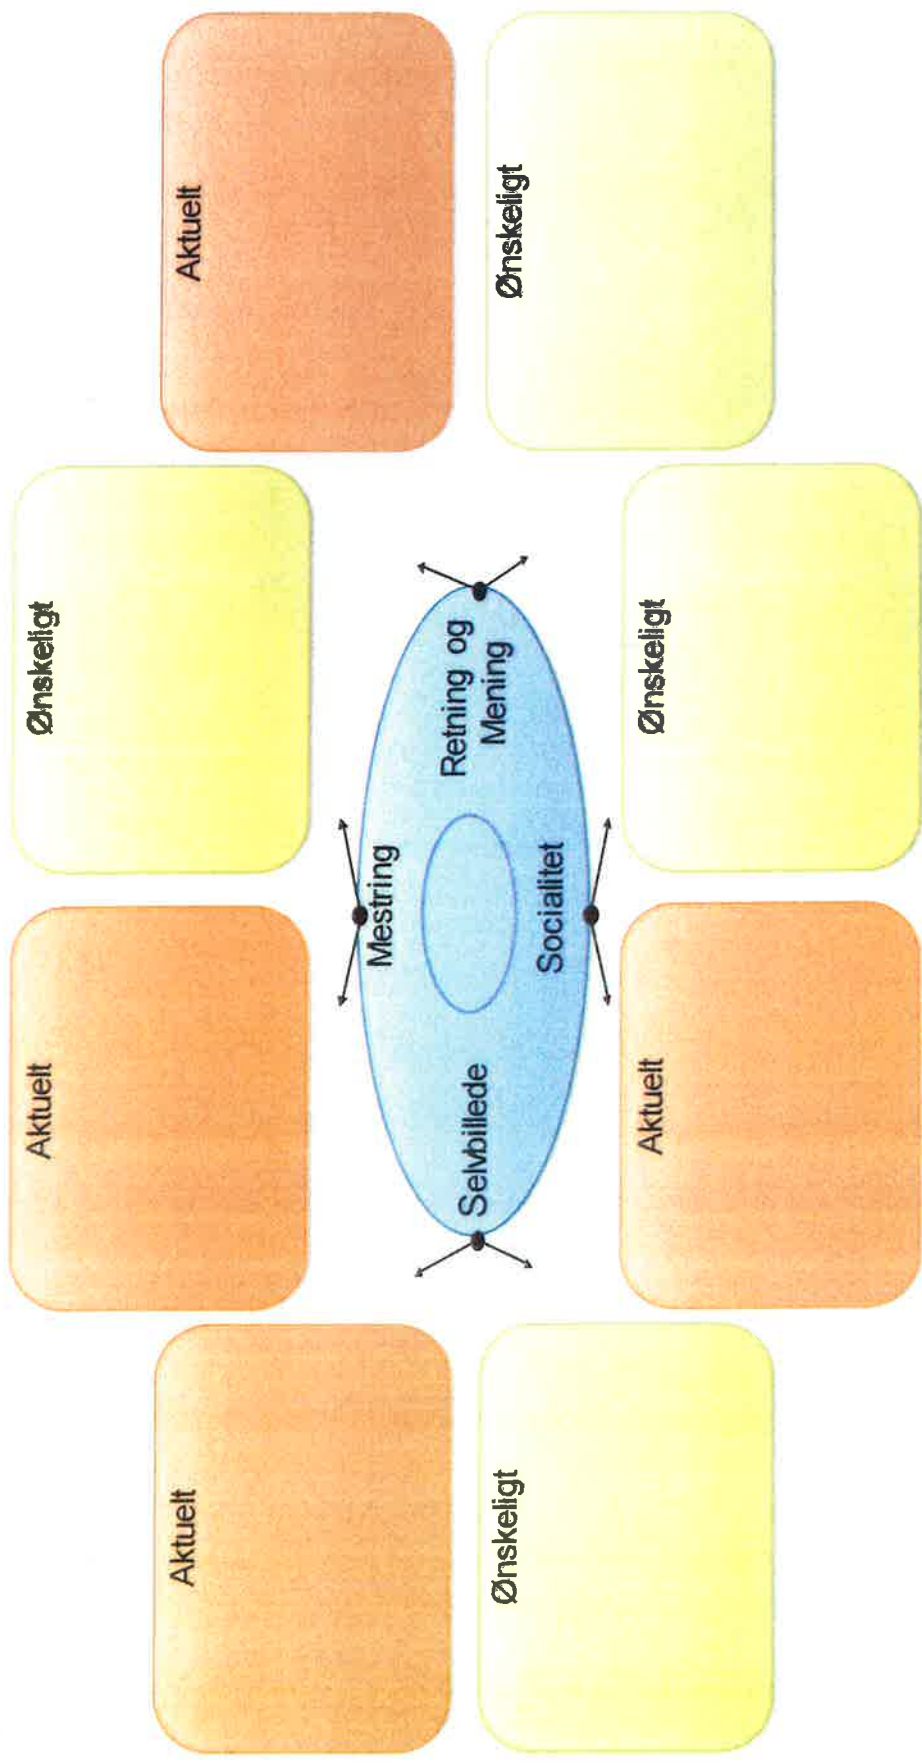 Aktuelt
Ønskeligt
Aktuelt
Aktuelt
Mestring
Selvbillede
Retning og
Mening
Socialitet
Ønskeligt
Ønskeligt
Aktuelt
Ønskeligt